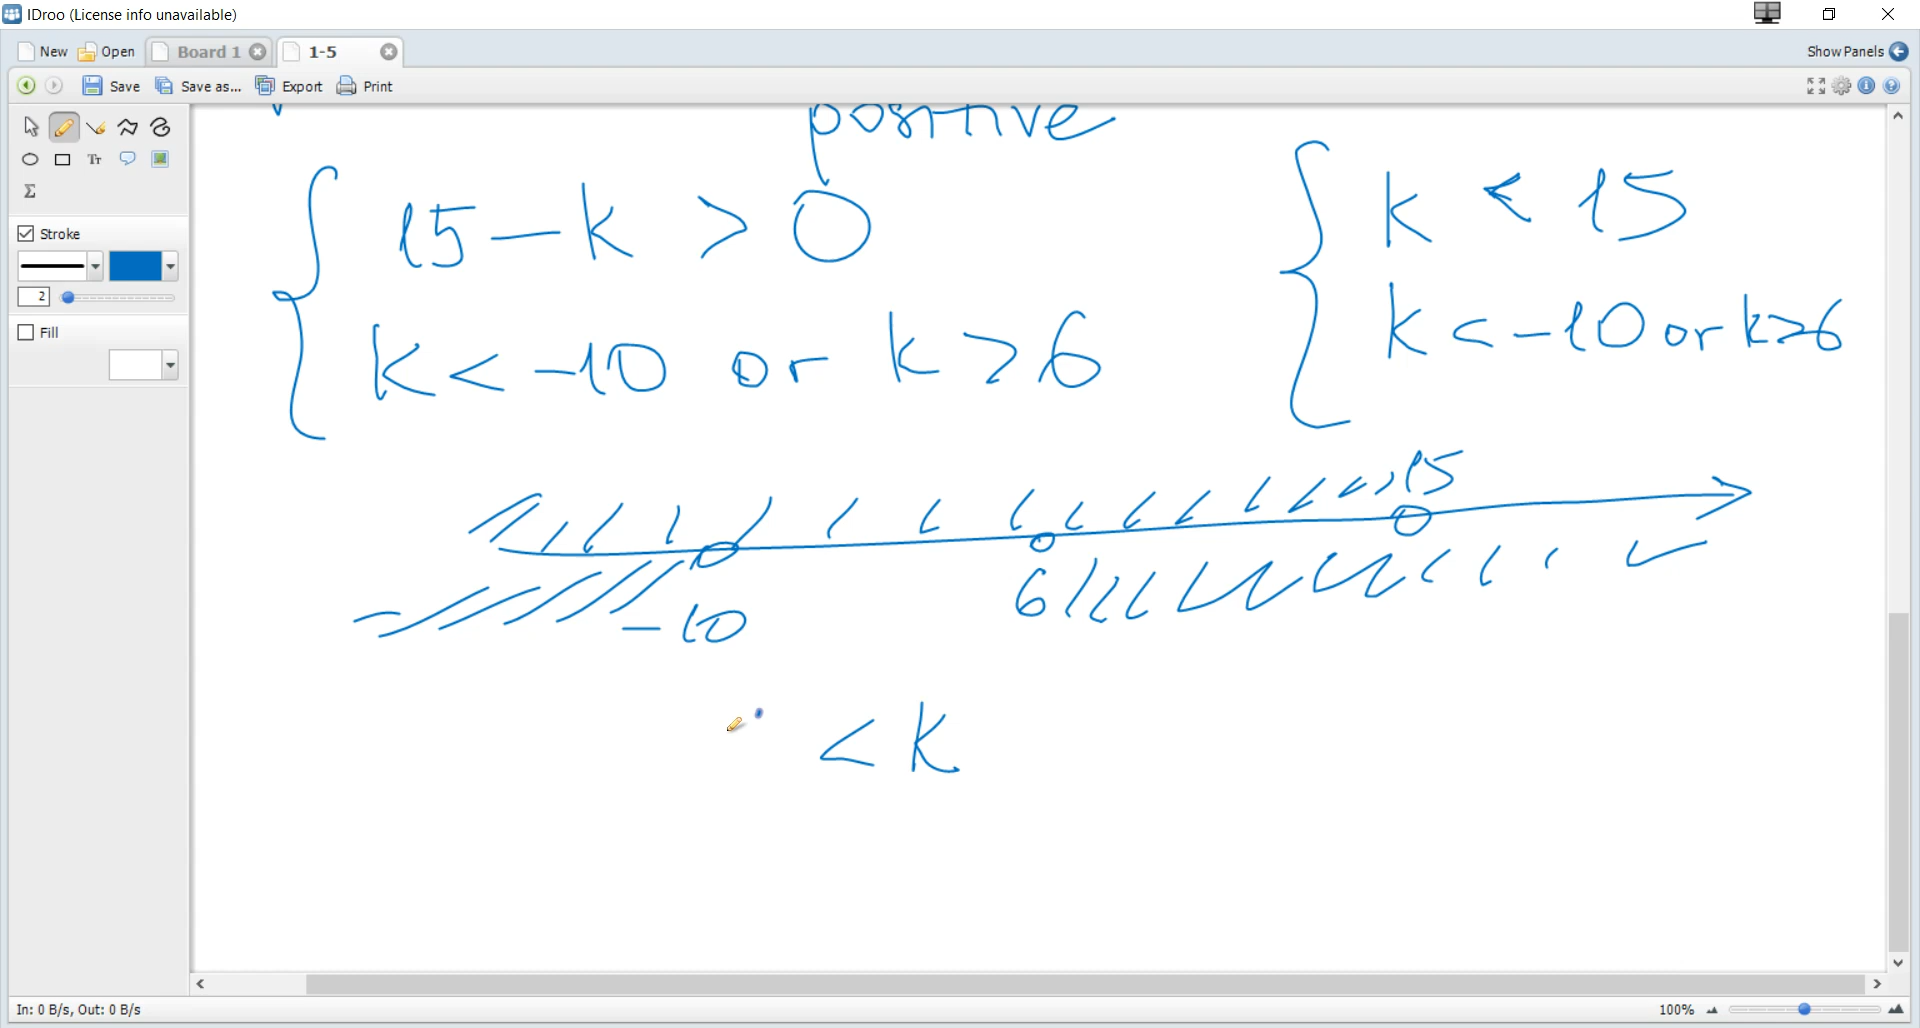 IDroo (License info unavailable)
New Open Board 1 1-5 Show Panels
Save Save as... Export Print
Tt
Σ
Stroke
2
Fill
positive
15 - k > 0
k < -10 or k > 6
k < 15
k < -10 or k > 6
15
6
-10
< k
In: 0 B/s, Out: 0 B/s 100%